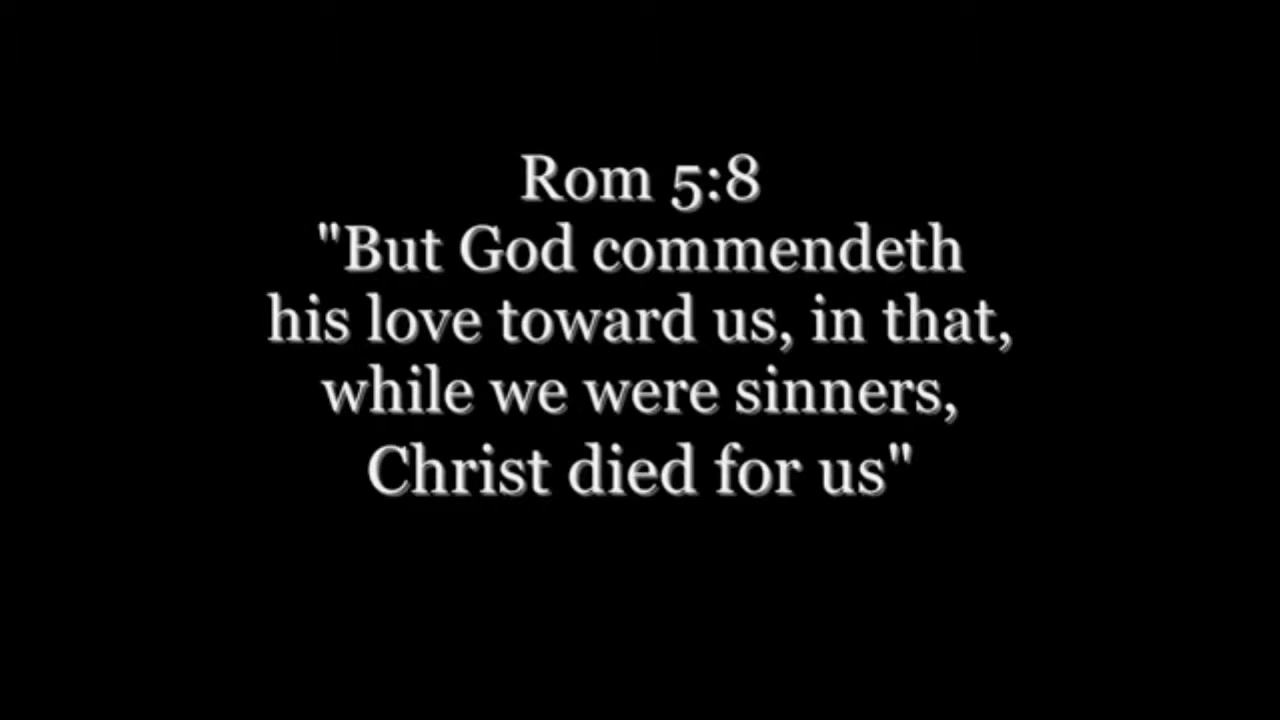 Rom 5:8
"But God commendeth
his love toward us, in that,
while we were sinners,
Christ died for us"